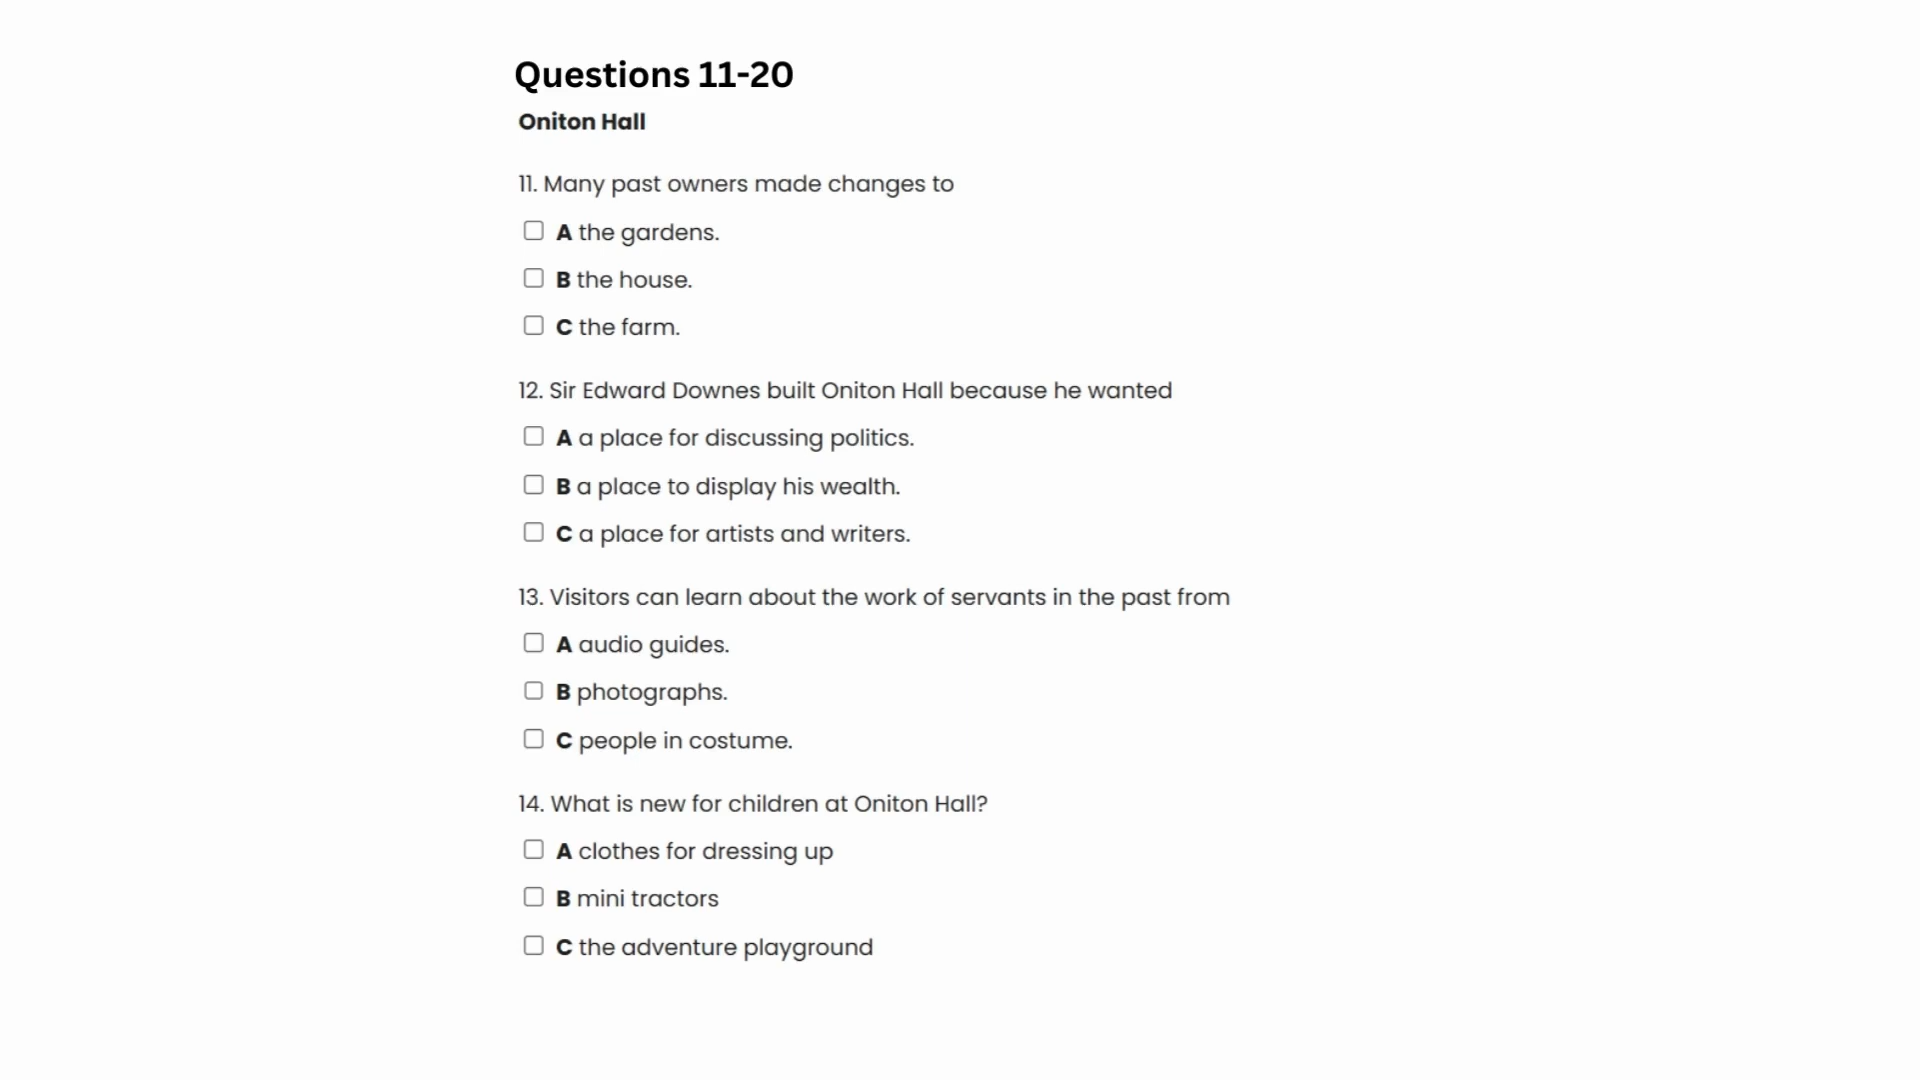 Questions 11-20
Oniton Hall
11. Many past owners made changes to
A the gardens.
B the house.
C the farm.
12. Sir Edward Downes built Oniton Hall because he wanted
A a place for discussing politics.
B a place to display his wealth.
C a place for artists and writers.
13. Visitors can learn about the work of servants in the past from
A audio guides.
B photographs.
C people in costume.
14. What is new for children at Oniton Hall?
A clothes for dressing up
B mini tractors
C the adventure playground